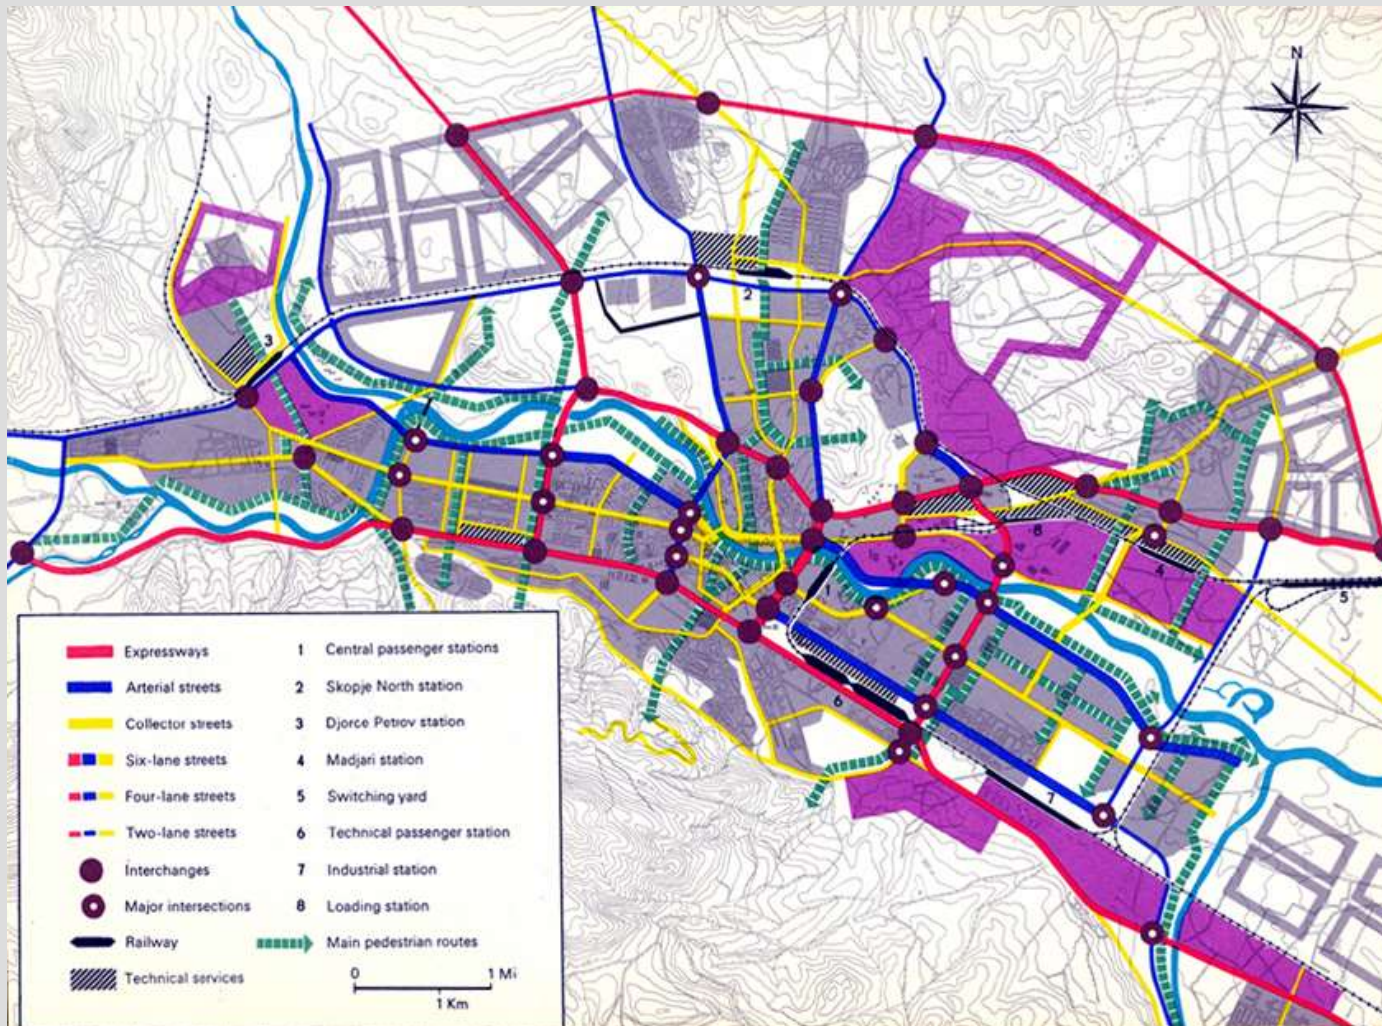 N
3
2
8
4
1
5
6
7
Expressways
Arterial streets
Collector streets
Six-lane streets
Four-lane streets
Two-lane streets
Interchanges
Major intersections
Railway
Technical services
1 Central passenger stations
2 Skopje North station
3 Djorce Petrov station
4 Madjari station
5 Switching yard
6 Technical passenger station
7 Industrial station
8 Loading station
Main pedestrian routes
0 1 Mi
1 Km